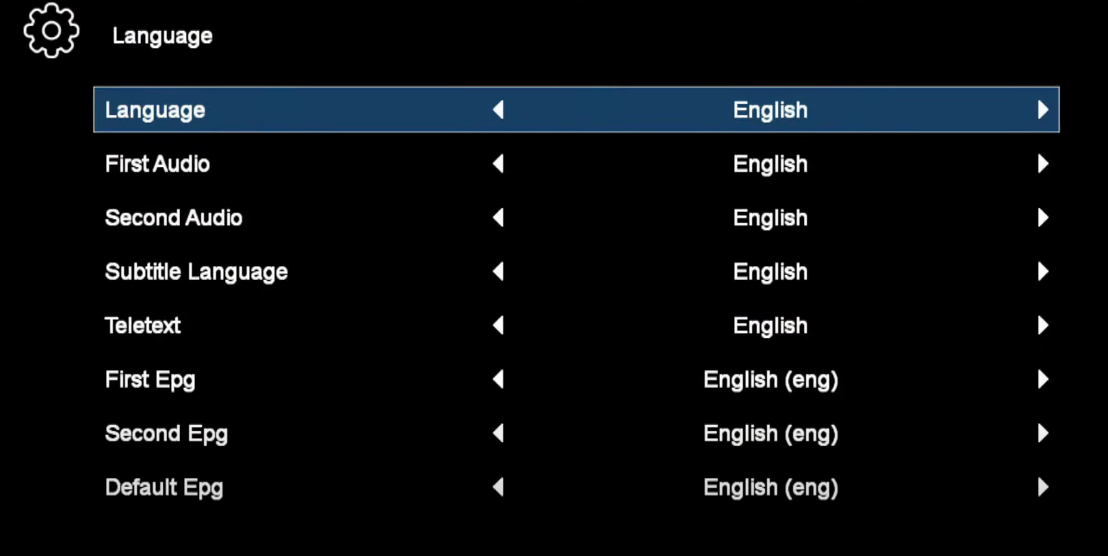 Language
Language English
First Audio English
Second Audio English
Subtitle Language English
Teletext English
First Epg English (eng)
Second Epg English (eng)
Default Epg English (eng)